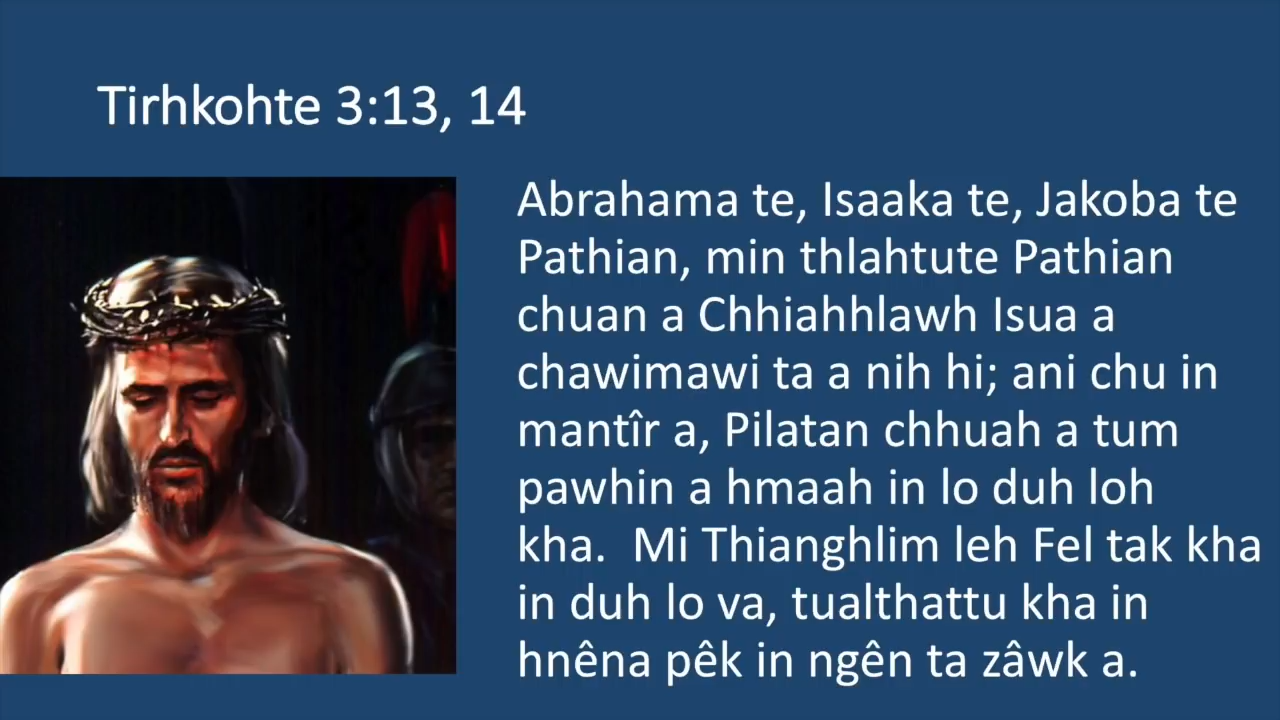 Tirhkohte 3:13, 14
Abrahama te, Isaaka te, Jakoba te
Pathian, min thlahtute Pathian
chuan a Chhiahhlawh Isua a
chawimawi ta a nih hi; ani chu in
mantîr a, Pilatan chhuah a tum
pawhin a hmaah in lo duh loh
kha.  Mi Thianghlim leh Fel tak kha
in duh lo va, tualthattu kha in
hnêna pêk in ngên ta zâwk a.